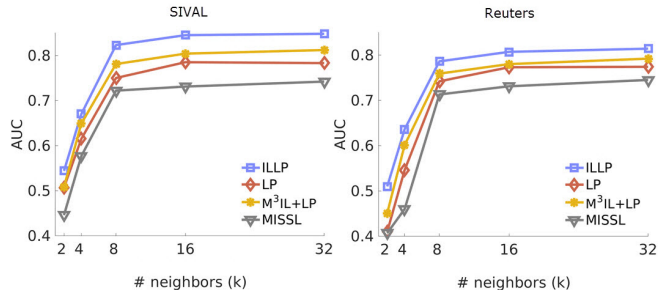 SIVAL
0.8
0.7
0.6
0.5
0.4
AUC
2 4 8 16 32
# neighbors (k)
ILLP
LP
M³IL+LP
MISSL
Reuters
0.8
0.7
0.6
0.5
0.4
AUC
2 4 8 16 32
# neighbors (k)
ILLP
LP
M³IL+LP
MISSL